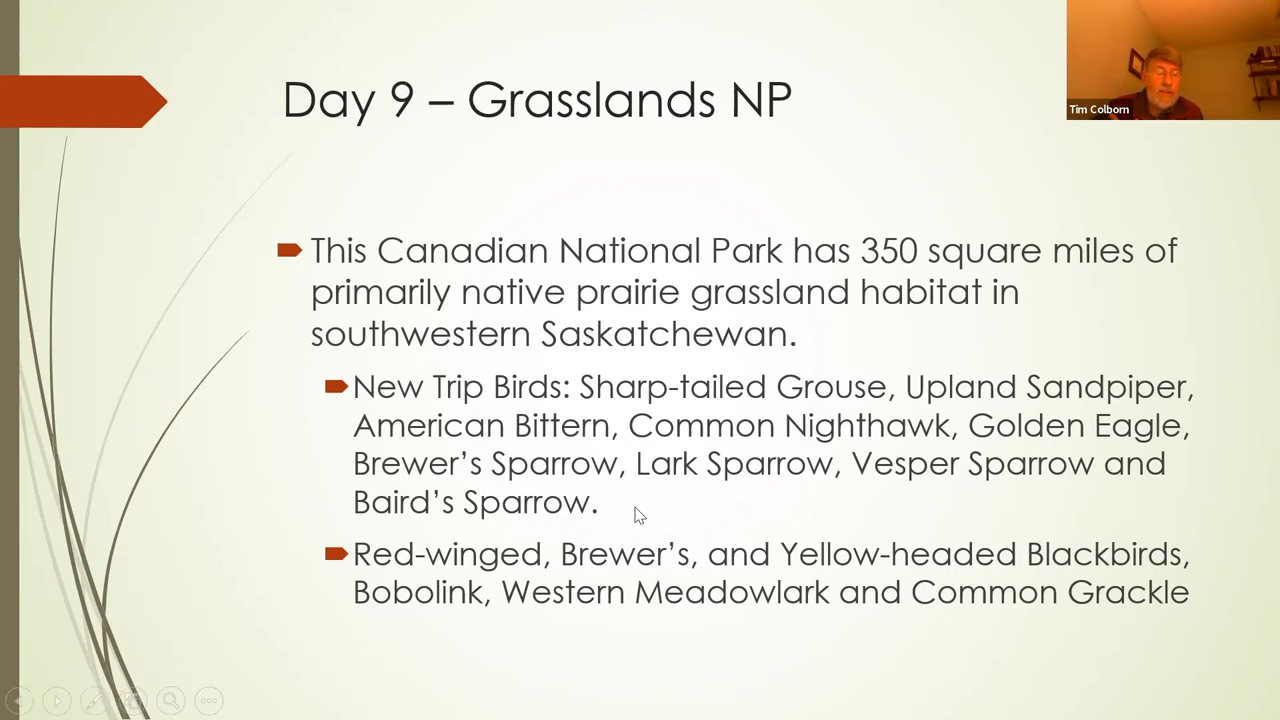 Day 9 – Grasslands NP
Tim Colborn
This Canadian National Park has 350 square miles of
primarily native prairie grassland habitat in
southwestern Saskatchewan.
New Trip Birds: Sharp-tailed Grouse, Upland Sandpiper,
American Bittern, Common Nighthawk, Golden Eagle,
Brewer’s Sparrow, Lark Sparrow, Vesper Sparrow and
Baird’s Sparrow.
Red-winged, Brewer’s, and Yellow-headed Blackbirds,
Bobolink, Western Meadowlark and Common Grackle